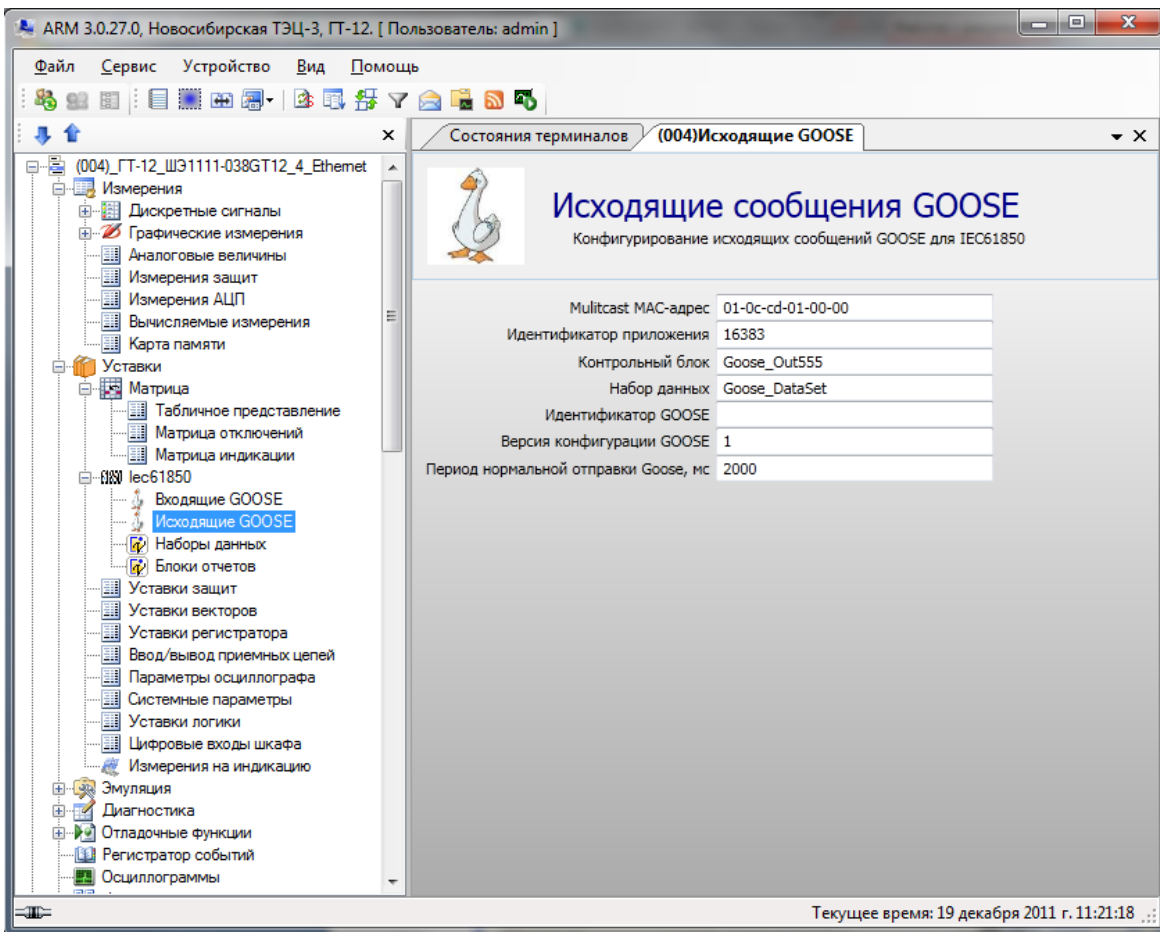 ARM 3.0.27.0, Новосибирская ТЭЦ-3, ГТ-12. [ Пользователь: admin ]
Файл Сервис Устройство Вид Помощь
Состояния терминалов (004)Исходящие GOOSE
(004)_ГТ-12_ШЭ1111-038GT12_4_Ethernet
Измерения
Дискретные сигналы
Графические измерения
Аналоговые величины
Измерения защит
Измерения АЦП
Вычисляемые измерения
Карта памяти
Уставки
Матрица
Табличное представление
Матрица отключений
Матрица индикации
61850 Iec61850
Входящие GOOSE
Исходящие GOOSE
Наборы данных
Блоки отчетов
Уставки защит
Уставки векторов
Уставки регистратора
Ввод/вывод приемных цепей
Параметры осциллографа
Системные параметры
Уставки логики
Цифровые входы шкафа
Измерения на индикацию
Эмуляция
Диагностика
Отладочные функции
Регистратор событий
Осциллограммы
Исходящие сообщения GOOSE
Конфигурирование исходящих сообщений GOOSE для IEC61850
Mulitcast MAC-адрес 01-0c-cd-01-00-00
Идентификатор приложения 16383
Контрольный блок Goose_Out555
Набор данных Goose_DataSet
Идентификатор GOOSE
Версия конфигурации GOOSE 1
Период нормальной отправки Goose, мс 2000
Текущее время: 19 декабря 2011 г. 11:21:18